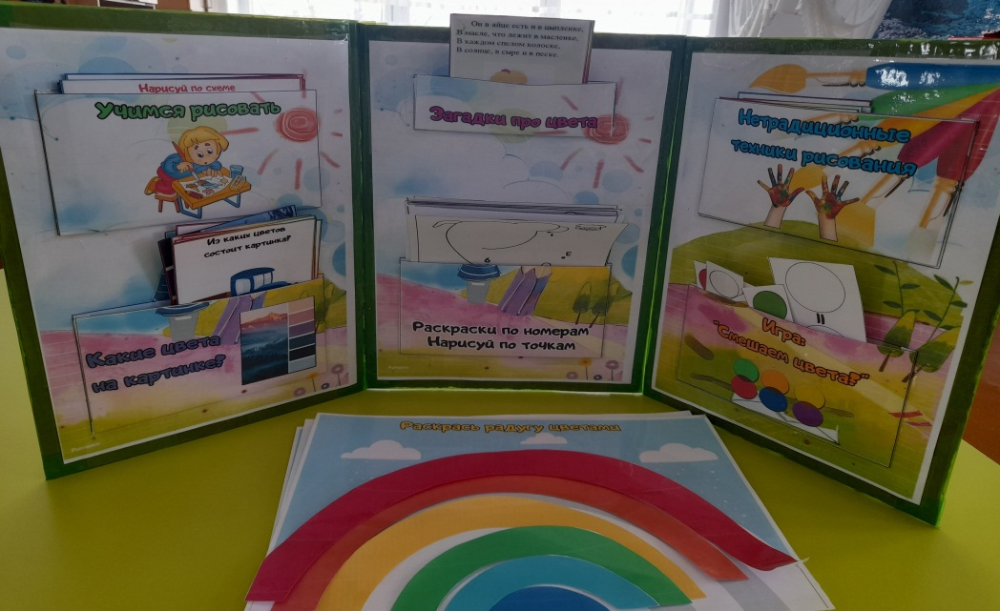 Нарисуй по схеме
Учимся рисовать
Из каких цветов
состоит картинка?
Какие цвета
на картинке?
Он в яйце есть и в цыпленке,
В масле, что лежит в масленке,
В каждом спелом колоске,
В солнце, в сыре и в песке.
Загадки про цвета
Раскраски по номерам
Нарисуй по точкам
Нетрадиционные
техники рисования
Игра:
"Смешаем цвета?"
Раскрась радугу цветами